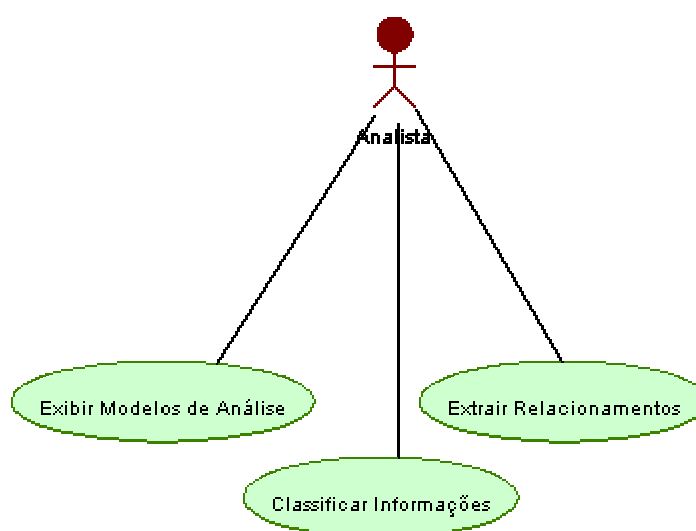 Analista
Exibir Modelos de Análise
Extrair Relacionamentos
Classificar Informações